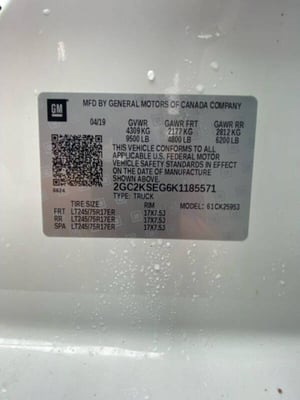 GM
MFD BY GENERAL MOTORS OF CANADA COMPANY
04/19 GVWR GAWR FRT GAWR RR
4309 KG 2177 KG 2812 KG
9500 LB 4800 LB 6200 LB
THIS VEHICLE CONFORMS TO ALL
APPLICABLE U.S. FEDERAL MOTOR
VEHICLE SAFETY STANDARDS IN EFFECT
ON THE DATE OF MANUFACTURE
SHOWN ABOVE.
2GC2KSEG6K1185571
TYPE: TRUCK
6624 MODEL: 61CK25953
TIRE SIZE RIM
FRT LT245/75R17ER 17X7.5J
RR LT245/75R17ER 17X7.5J
SPA LT245/75R17ER 17X7.5J